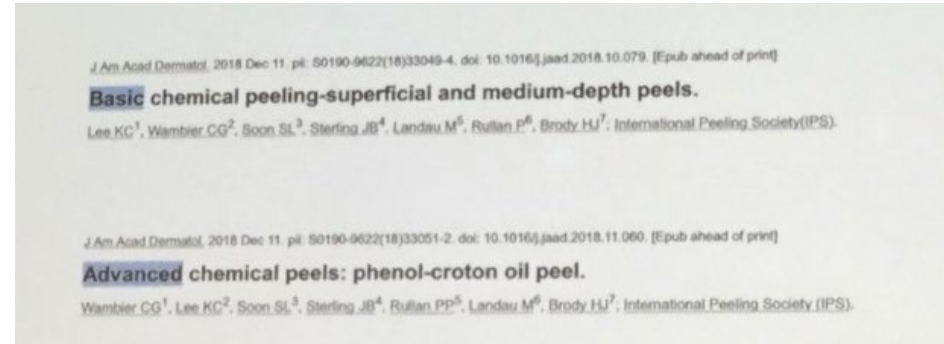 J Am Acad Dermatol. 2018 Dec 11. pii: S0190-9622(18)33049-4. doi: 10.1016/j.jaad.2018.10.079. [Epub ahead of print]
Basic chemical peeling-superficial and medium-depth peels.
Lee KC1, Wambier CG2, Soon SL3, Sterling JB4, Landau M5, Rullan P6, Brody HJ7; International Peeling Society(IPS).
J Am Acad Dermatol. 2018 Dec 11. pii: S0190-9622(18)33051-2. doi: 10.1016/j.jaad.2018.11.060. [Epub ahead of print]
Advanced chemical peels: phenol-croton oil peel.
Wambier CG1, Lee KC2, Soon SL3, Sterling JB4, Rullan PP5, Landau M6, Brody HJ7; International Peeling Society (IPS).